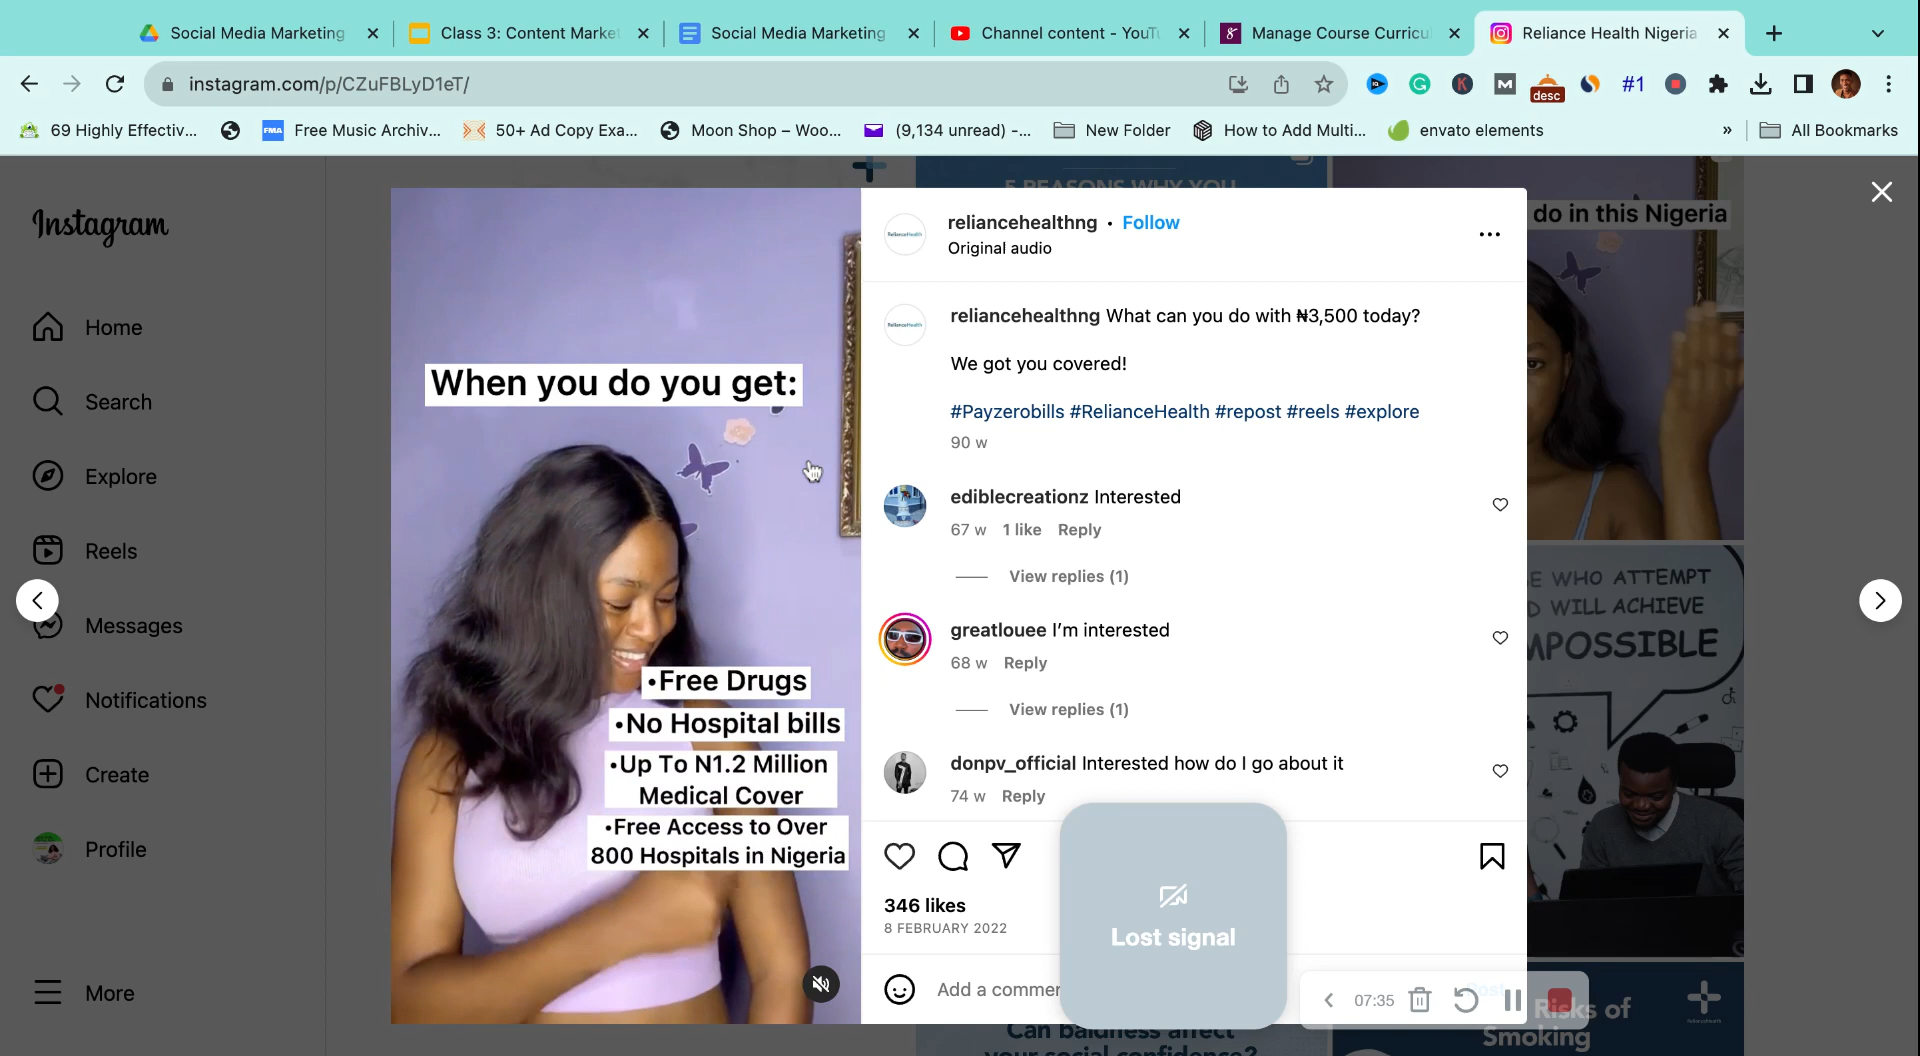 Social Marketing Marketing
Class 3: Content Market
Social Media Marketing
Channel content - YouTu
Manage Course Curricu
Reliance Health Nigeria
instagram.com/p/CZuFBLyD1eT/
desc
#1
69 Highly Effectiv...
FMA
Free Music Archiv...
50+ Ad Copy Exa...
Moon Shop – Woo...
(9,134 unread) -...
New Folder
How to Add Multi...
envato elements
»
All Bookmarks
Instagram
Home
Search
Explore
Reels
Messages
Notifications
Create
Profile
More
5 REASONS WHY YOU
When you do you get:
•Free Drugs
•No Hospital bills
•Up To N1.2 Million
Medical Cover
•Free Access to Over
800 Hospitals in Nigeria
reliancehealthng • Follow
Original audio
reliancehealthng What can you do with ₦3,500 today?
We got you covered!
#Payzerobills #RelianceHealth #repost #reels #explore
90 w
ediblecreationz Interested
67 w 1 like Reply
View replies (1)
greatlouee I’m interested
68 w Reply
View replies (1)
donpv_official Interested how do I go about it
74 w Reply
346 likes
8 FEBRUARY 2022
Add a commen
Lost signal
07:35
do in this Nigeria
WHO ATTEMPT
WILL ACHIEVE
MPOSSIBLE
Can baldness affect
your social confidence?
Risks of
Smoking